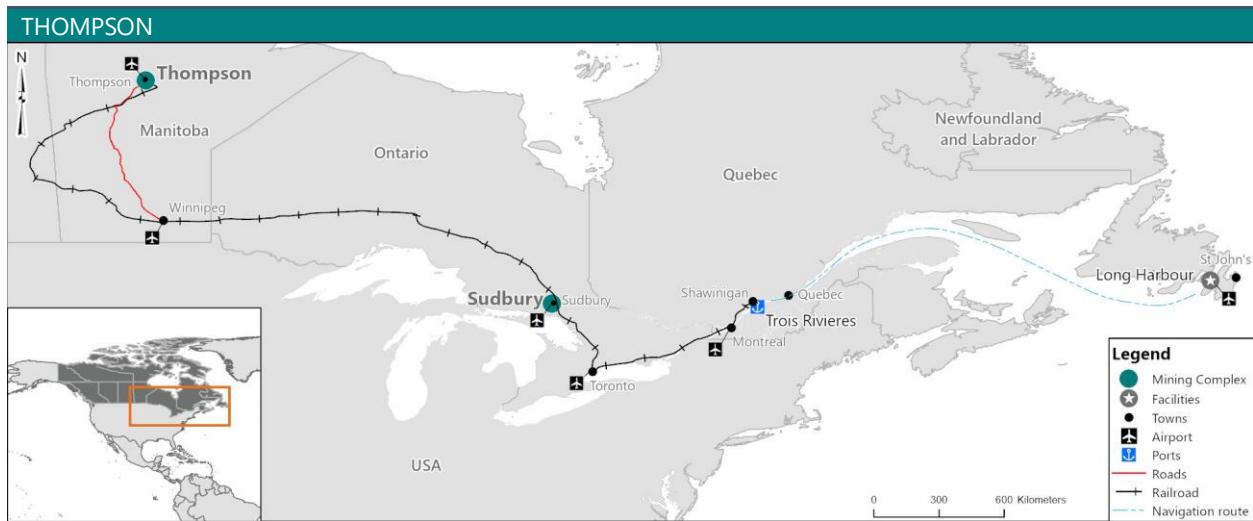 THOMPSON
N
Thompson
Thompson
Manitoba
Ontario
Quebec
Newfoundland
and Labrador
Winnipeg
Sudbury
Sudbury
Shawinigan
Quebec
Trois Rivieres
Montreal
Toronto
Long Harbour
St John's
USA
0 300 600 Kilometers
Legend
Mining Complex
Facilities
Towns
Airport
Ports
Roads
Railroad
Navigation route